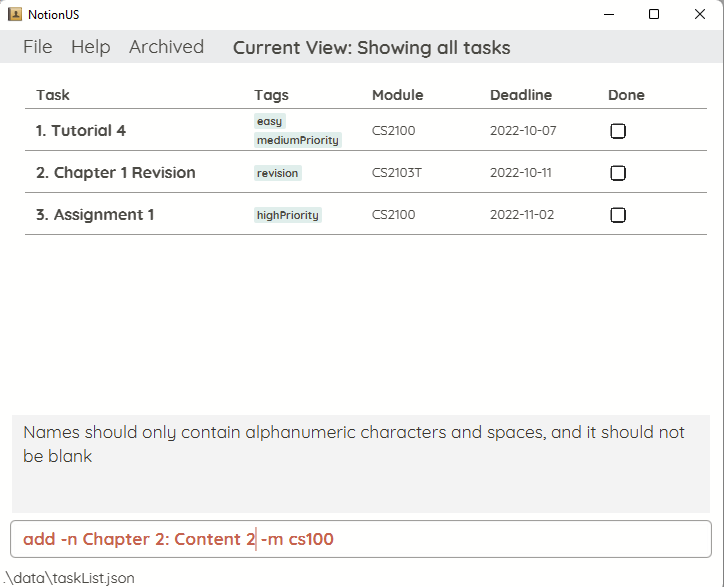 NotionUS
File Help Archived Current View: Showing all tasks
Task Tags Module Deadline Done
1. Tutorial 4 easy mediumPriority CS2100 2022-10-07
2. Chapter 1 Revision revision CS2103T 2022-10-11
3. Assignment 1 highPriority CS2100 2022-11-02
Names should only contain alphanumeric characters and spaces, and it should not
be blank
add -n Chapter 2: Content 2 -m cs100
.\data\taskList.json